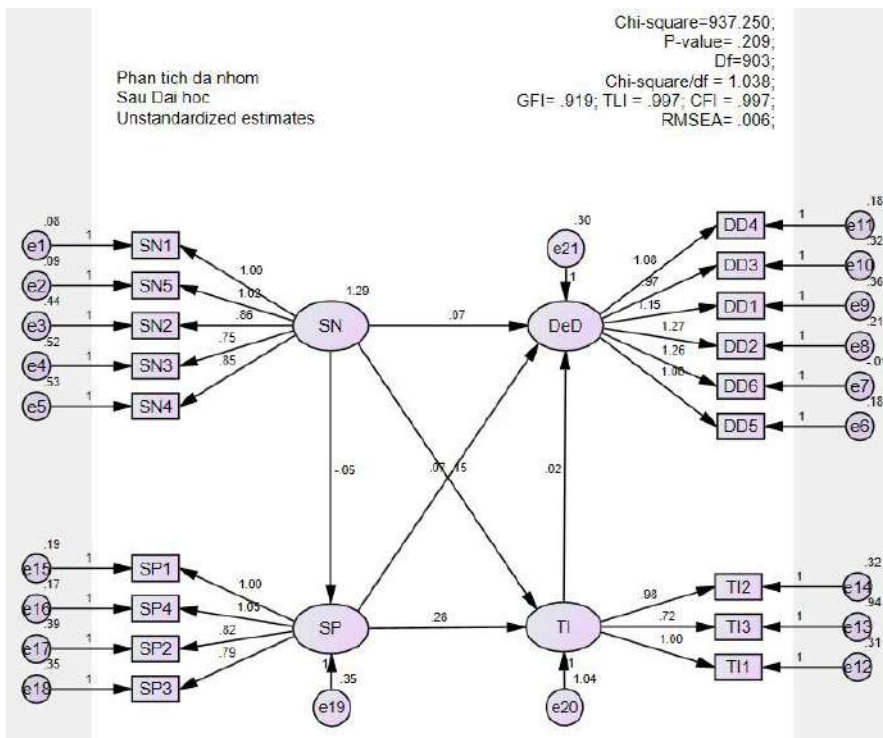 Chi-square=937.250;
P-value= .209;
Df=903;
Chi-square/df = 1.038;
GFI= .919; TLI = .997; CFI = .997;
RMSEA= .006;
Phan tich da nhom
Sau Dai hoc
Unstandardized estimates
.08
e1 1 SN1
.09
e2 1 SN5
.44
e3 1 SN2
.52
e4 1 SN3
.53
e5 1 SN4
1.00
1.02
.86
.75
.85
SN 1.29
.07
.30
e21
1
DeD
1.08
.97
1.15
1.27
1.26
DD4 1 e11 .18
DD3 1 e10 .32
DD1 1 e9 .36
DD2 1 e8 .21
DD6 1 e7
DD5 1 e6 .18
-.05
.07
.15
.02
.19
e15 1 SP1
.17
e16 1 SP4
.39
e17 1 SP2
.35
e18 1 SP3
1.00
1.05
.82
.79
SP
.28
TI
.98
.72
1.00
TI2 1 e14 .32
TI3 1 e13 .94
TI1 1 e12 .31
1
.35
e19
1
1.04
e20